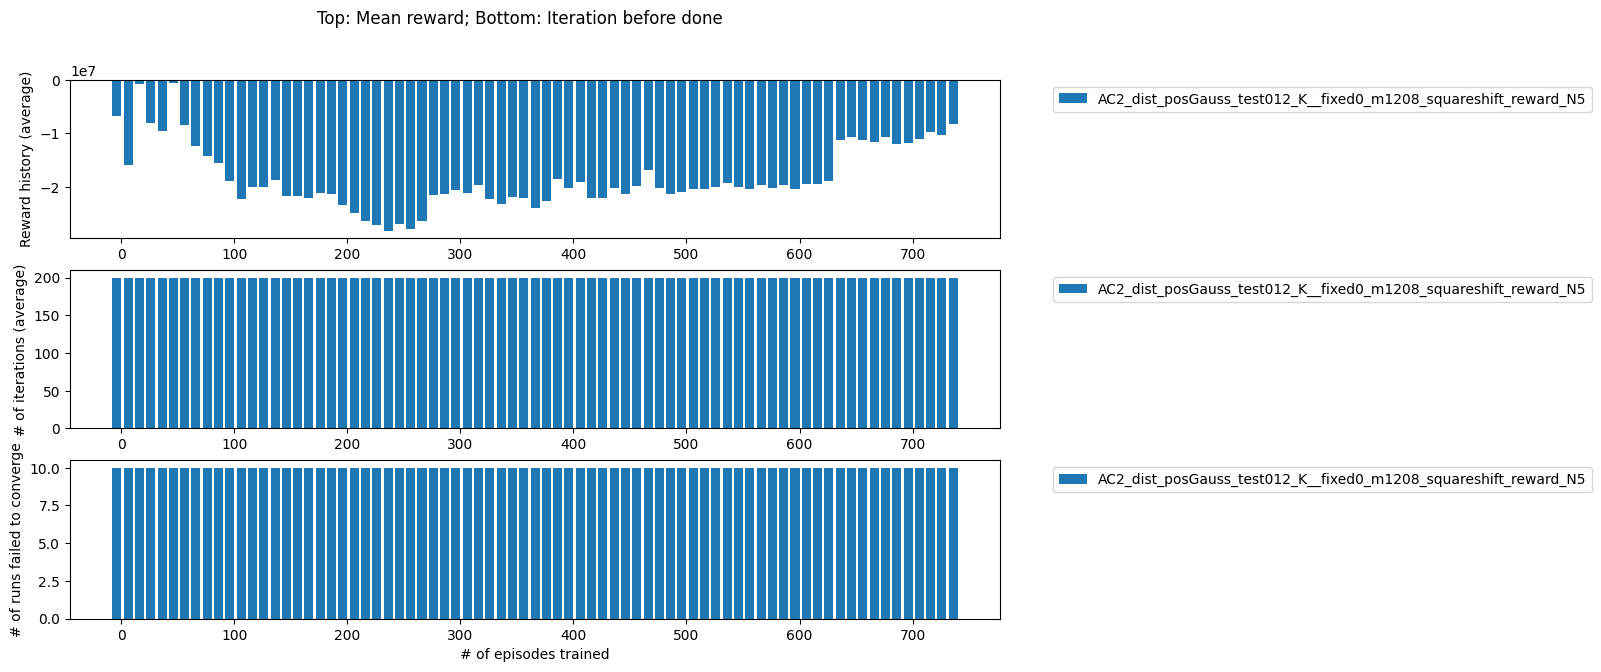 Top: Mean reward; Bottom: Iteration before done
1e7
Reward history (average)
0
−1
−2
0 100 200 300 400 500 600 700
AC2_dist_posGauss_test012_K__fixed0_m1208_squareshift_reward_N5
# of iterations (average)
200
150
100
50
0
0 100 200 300 400 500 600 700
AC2_dist_posGauss_test012_K__fixed0_m1208_squareshift_reward_N5
# of runs failed to converge
10.0
7.5
5.0
2.5
0.0
0 100 200 300 400 500 600 700
# of episodes trained
AC2_dist_posGauss_test012_K__fixed0_m1208_squareshift_reward_N5